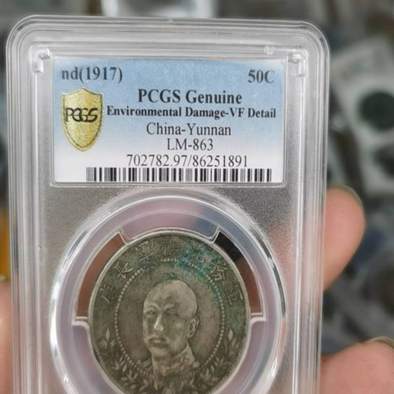 nd(1917) 50C
PCGS Genuine
Environmental Damage-VF Detail
China-Yunnan
LM-863
702782.97/86251891
PCGS